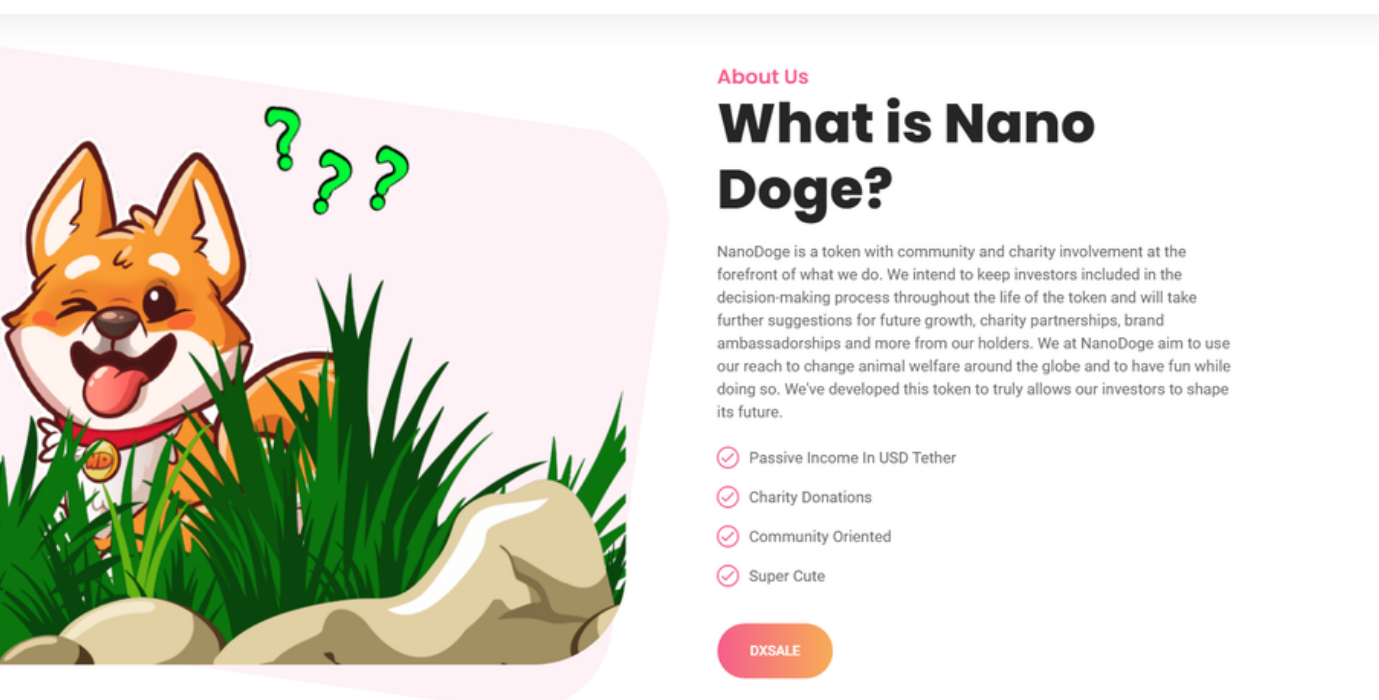 About Us
What is Nano
Doge?
NanoDoge is a token with community and charity involvement at the
forefront of what we do. We intend to keep investors included in the
decision-making process throughout the life of the token and will take
further suggestions for future growth, charity partnerships, brand
ambassadorships and more from our holders. We at NanoDoge aim to use
our reach to change animal welfare around the globe and to have fun while
doing so. We've developed this token to truly allows our investors to shape
its future.
Passive Income In USD Tether
Charity Donations
Community Oriented
Super Cute
DXSALE
? ? ?